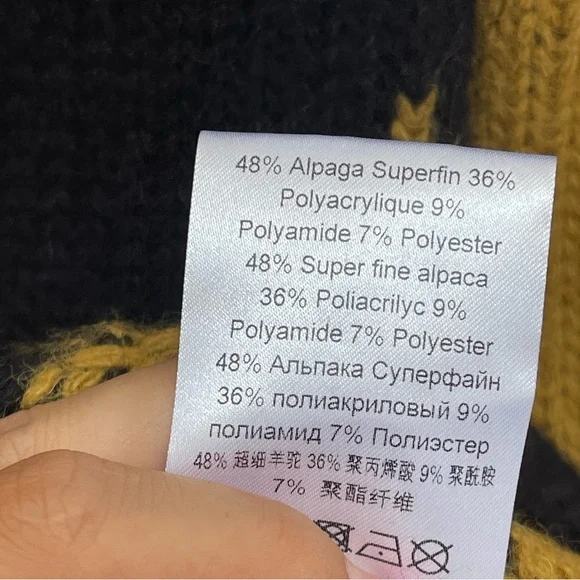 48% Alpaga Superfin 36%
Polyacrylique 9%
Polyamide 7% Polyester
48% Super fine alpaca
36% Poliacrilyc 9%
Polyamide 7% Polyester
48% Альпака Суперфайн
36% полиакриловый 9%
полиамид 7% Полиэстер
48% 超细羊驼 36% 聚丙烯酸 9% 聚酰胺
7% 聚酯纤维